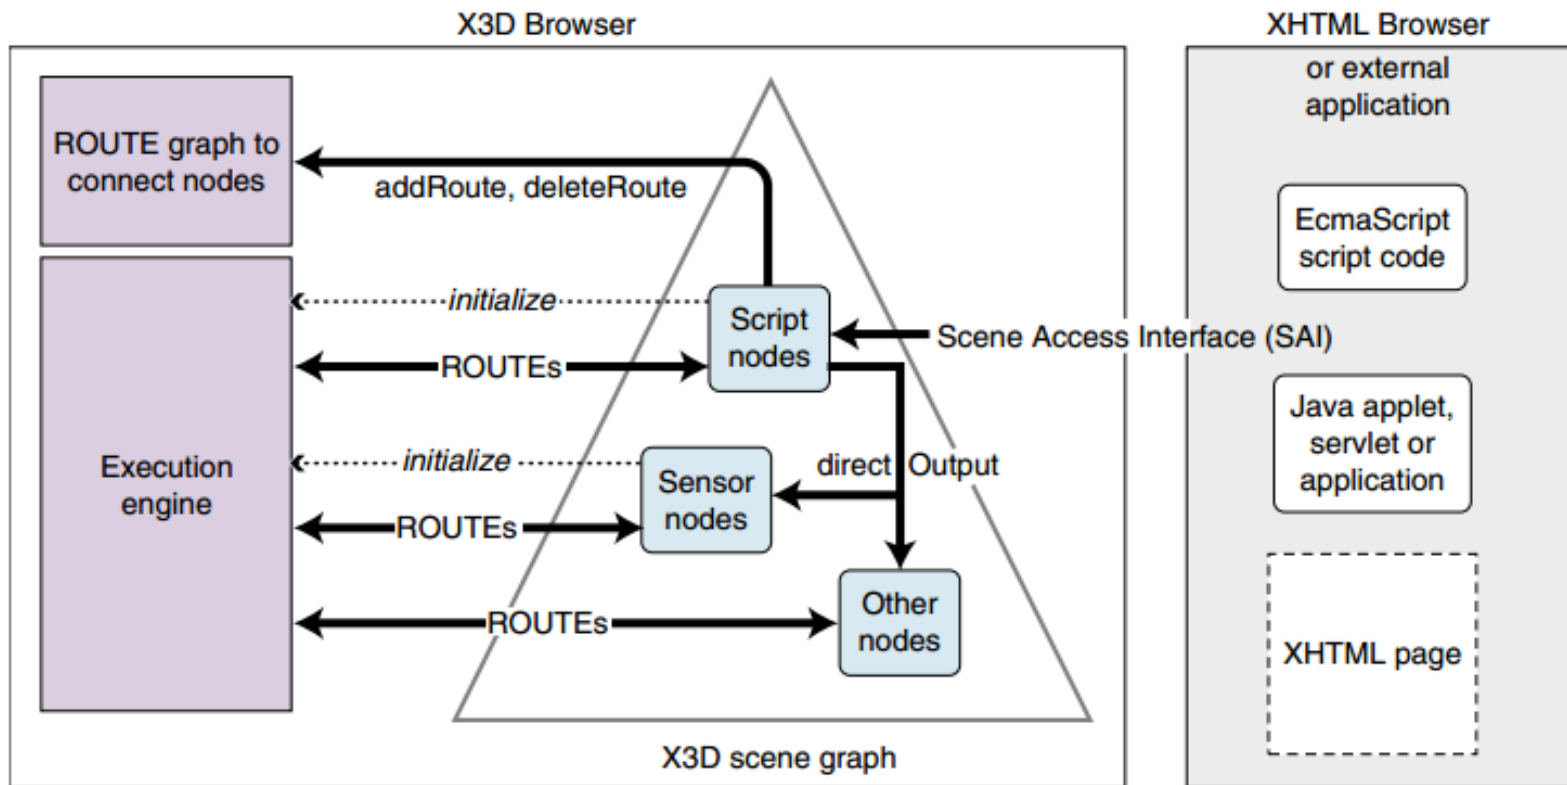 X3D Browser
XHTML Browser
or external
application
ROUTE graph to
connect nodes
addRoute, deleteRoute
EcmaScript
script code
initialize
Script
nodes
Scene Access Interface (SAI)
ROUTEs
Java applet,
servlet or
application
Execution
engine
initialize
direct Output
Sensor
nodes
ROUTEs
Other
nodes
ROUTEs
XHTML page
X3D scene graph